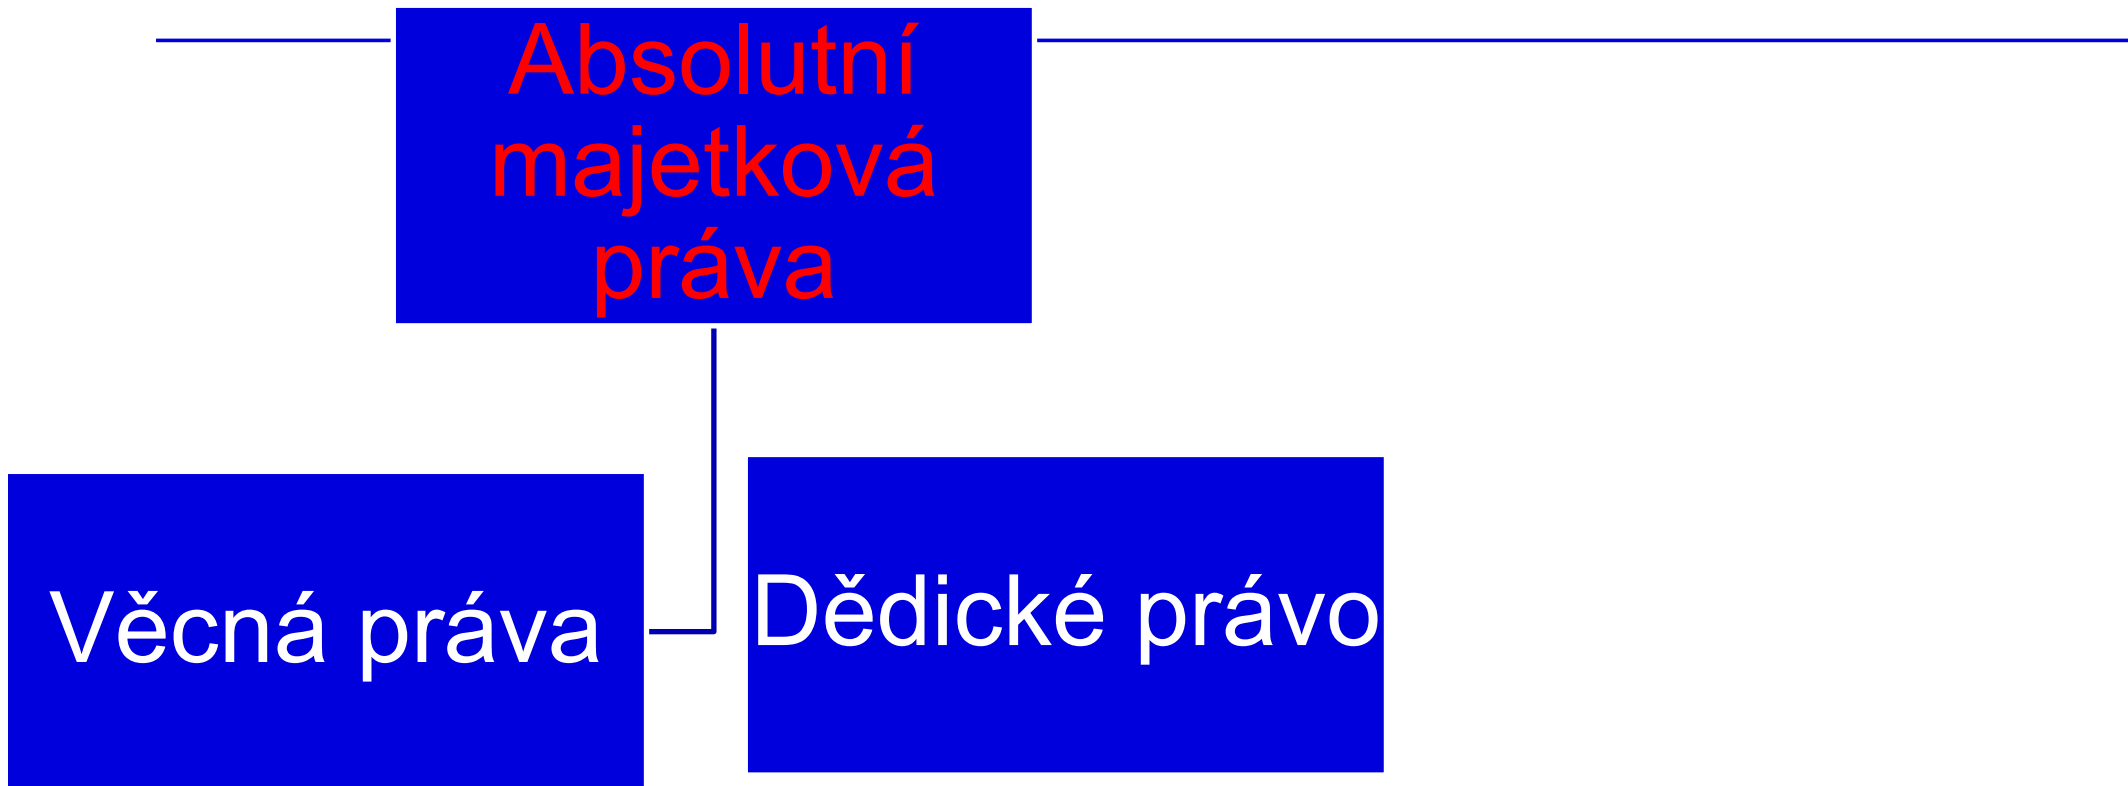 Absolutní
majetková
práva
Věcná práva
Dědické právo